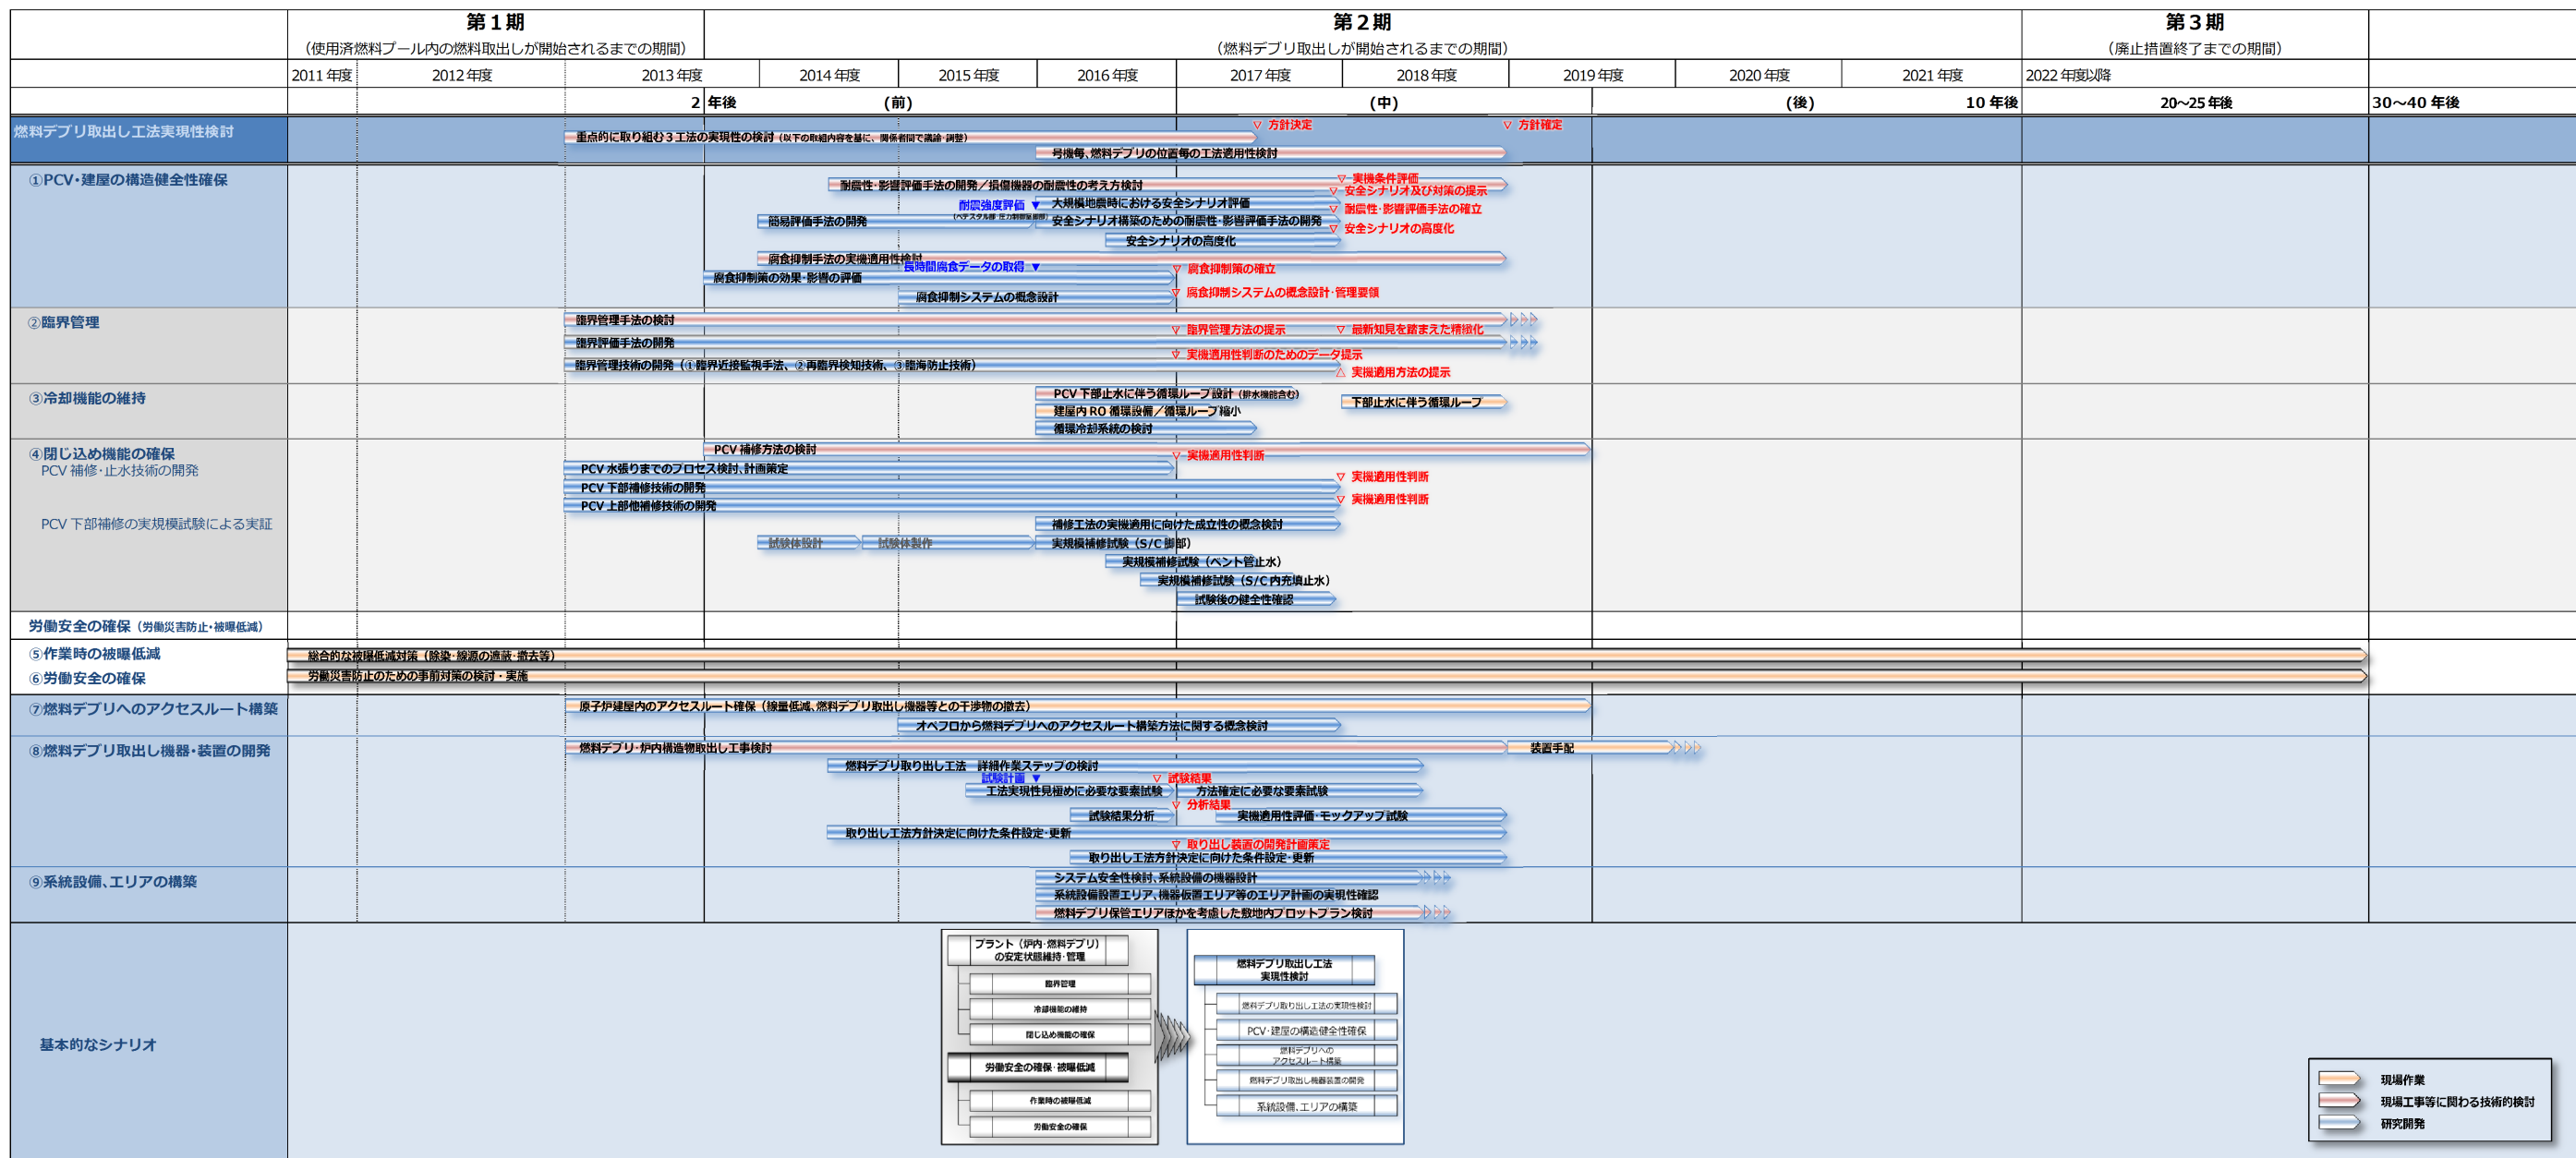 第１期
（使用済燃料プール内の燃料取出しが開始されるまでの期間）
第２期
（燃料デブリ取出しが開始されるまでの期間）
第３期
（廃止措置終了までの期間）
2011 年度
2012 年度
2013 年度
2014 年度
2015 年度
2016 年度
2017 年度
2018 年度
2019 年度
2020 年度
2021 年度
2022 年度以降
2 年後
(前)
(中)
(後)
10 年後
20～25 年後
30～40 年後
燃料デブリ取出し工法実現性検討
▽ 方針決定
▽ 方針確定
重点的に取り組む３工法の実現性の検討（以下の取組内容を基に、関係者間で議論・調整）
号機毎、燃料デブリの位置毎の工法適用性検討
①PCV・建屋の構造健全性確保
耐震性・影響評価手法の開発／損傷機器の耐震性の考え方検討
▽ 実機条件評価
▽ 安全シナリオ及び対策の提示
耐震強度評価 ▼
大規模地震時における安全シナリオ評価
▽ 耐震性・影響評価手法の確立
簡易評価手法の開発
安全シナリオ構築のための耐震性・影響評価手法の開発
▽ 安全シナリオの高度化
安全シナリオの高度化
腐食抑制手法の実機適用性検討
長時間腐食データの取得 ▼
▽ 腐食抑制策の確立
腐食抑制策の効果・影響の評価
▽ 腐食抑制システムの概念設計・管理要領
腐食抑制システムの概念設計
②臨界管理
臨界管理手法の検討
▽ 臨界管理方法の提示
▽ 最新知見を踏まえた精緻化
臨界評価手法の開発
▽ 実機適用性判断のためのデータ提示
臨界管理技術の開発（①臨界近接監視手法、②再臨界検知技術、③臨海防止技術）
△ 実機適用方法の提示
③冷却機能の維持
PCV 下部止水に伴う循環ループ設計（排水機能含む）
下部止水に伴う循環ループ
建屋内 RO 循環設備／循環ループ縮小
循環冷却系統の検討
④閉じ込め機能の確保
PCV 補修方法の検討
▽ 実機適用性判断
PCV 補修・止水技術の開発
PCV 水張りまでのプロセス検討、計画策定
▽ 実機適用性判断
PCV 下部補修技術の開発
▽ 実機適用性判断
PCV 上部他補修技術の開発
PCV 下部補修の実規模試験による実証
補修工法の実機適用に向けた成立性の概念検討
試験体設計
試験体製作
実規模補修試験（S/C 脚部）
実規模補修試験（ベント管止水）
実規模補修試験（S/C 内充填止水）
試験後の健全性確認
労働安全の確保（労働災害防止・被曝低減）
⑤作業時の被曝低減
総合的な被曝低減対策（除染・線源の遮蔽・撤去等）
⑥労働安全の確保
労働災害防止のための事前対策の検討・実施
⑦燃料デブリへのアクセスルート構築
原子炉建屋内のアクセスルート確保（線量低減、燃料デブリ取出し機器等との干渉物の撤去）
オペフロから燃料デブリへのアクセスルート構築方法に関する概念検討
⑧燃料デブリ取出し機器・装置の開発
燃料デブリ・炉内構造物取出し工事検討
装置手配
燃料デブリ取り出し工法　詳細作業ステップの検討
試験計画 ▼
▽ 試験結果
工法実現性見極めに必要な要素試験
方法確定に必要な要素試験
▽ 分析結果
試験結果分析
実機適用性評価・モックアップ試験
取り出し工法方針決定に向けた条件設定・更新
▽ 取り出し装置の開発計画策定
取り出し工法方針決定に向けた条件設定・更新
⑨系統設備、エリアの構築
システム安全性検討、系統設備の機器設計
系統設備設置エリア、機器仮置エリア等のエリア計画の実現性確認
燃料デブリ保管エリアほかを考慮した敷地内プロットプラン検討
基本的なシナリオ
プラント（炉内・燃料デブリ）
の安定状態維持・管理
臨界管理
冷却機能の維持
閉じ込め機能の確保
労働安全の確保・被曝低減
作業時の被曝低減
労働安全の確保
燃料デブリ取出し工法
実現性検討
燃料デブリ取り出し工法の実現性検討
PCV・建屋の構造健全性確保
燃料デブリへの
アクセスルート構築
燃料デブリ取出し機器装置の開発
系統設備、エリアの構築
現場作業
現場工事等に関わる技術的検討
研究開発